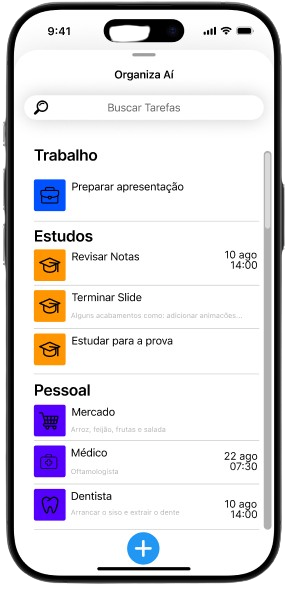 9:41
Organiza Aí
Buscar Tarefas
Trabalho
Preparar apresentação
Estudos
Revisar Notas
10 ago
14:00
Terminar Slide
Alguns acabamentos como: adicionar animacões...
Estudar para a prova
Pessoal
Mercado
Arroz, feijão, frutas e salada
Médico
Oftamologista
22 ago
07:30
Dentista
Arrancar o siso e extrair o dente
10 ago
14:00